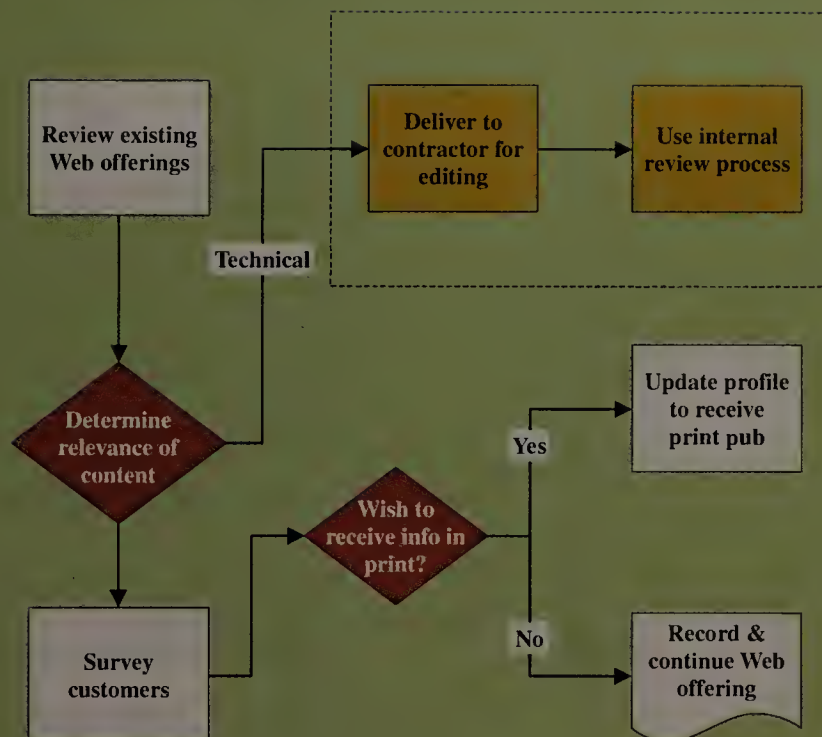 Review existing
Web offerings
Deliver to
contractor for
editing
Use internal
review process
Technical
Determine
relevance of
content
Update profile
to receive
print pub
Yes
Wish to
receive info in
print?
No
Survey
customers
Record &
continue Web
offering